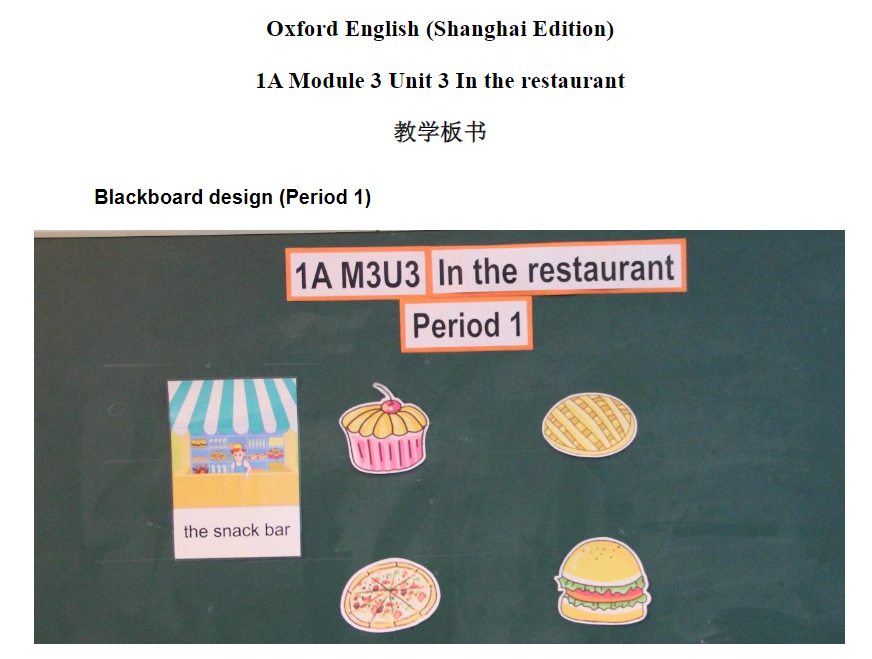 Oxford English (Shanghai Edition)
1A Module 3 Unit 3 In the restaurant
教学板书
Blackboard design (Period 1)
1A M3U3 In the restaurant
Period 1
the snack bar